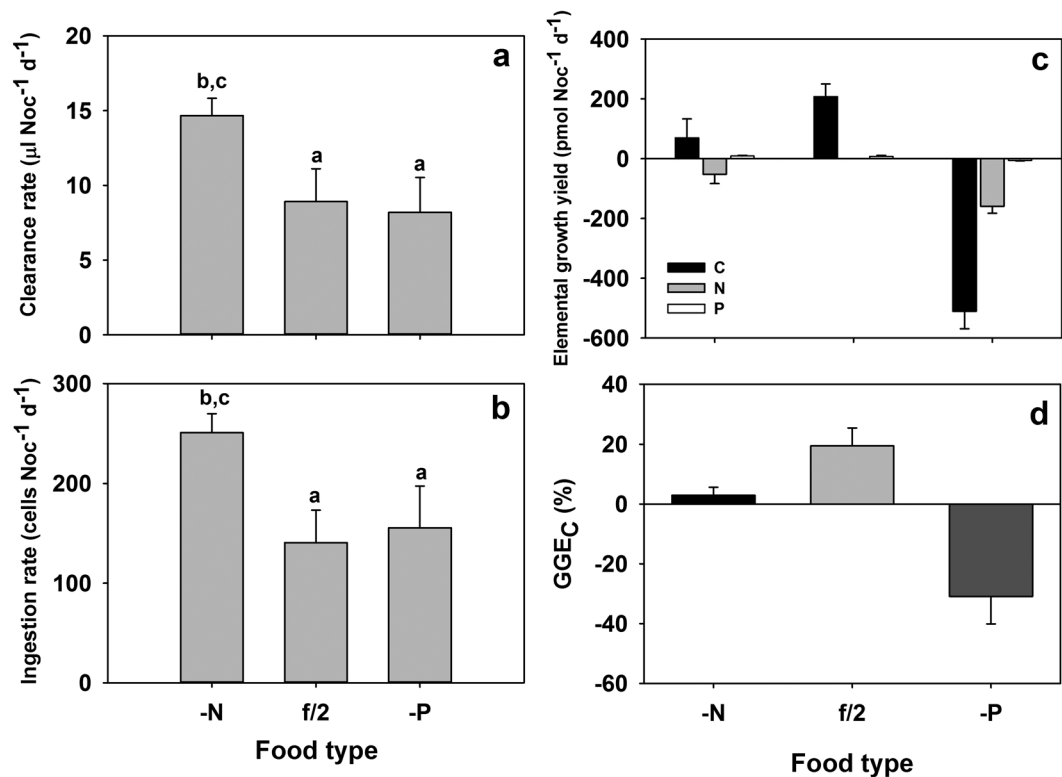 a
Clearance rate (µl Noc⁻¹ d⁻¹)
20
15
10
5
0
b,c
a
a
b
Ingestion rate (cells Noc⁻¹ d⁻¹)
300
200
100
0
b,c
a
a
-N f/2 -P
Food type
c
Elemental growth yield (pmol Noc⁻¹ d⁻¹)
400
200
0
-200
-400
-600
C
N
P
d
GGE_C (%)
40
20
0
-20
-40
-60
-N f/2 -P
Food type